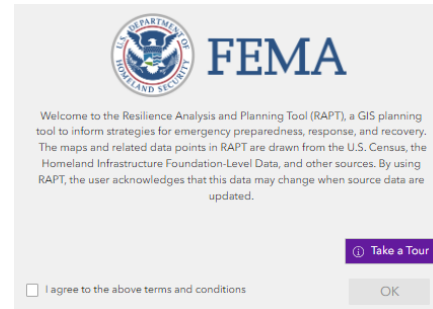 U.S. DEPARTMENT OF
HOMELAND SECURITY
FEMA
Welcome to the Resilience Analysis and Planning Tool (RAPT), a GIS planning
tool to inform strategies for emergency preparedness, response, and recovery.
The maps and related data points in RAPT are drawn from the U.S. Census, the
Homeland Infrastructure Foundation-Level Data, and other sources. By using
RAPT, the user acknowledges that this data may change when source data are
updated.
Take a Tour
I agree to the above terms and conditions
OK